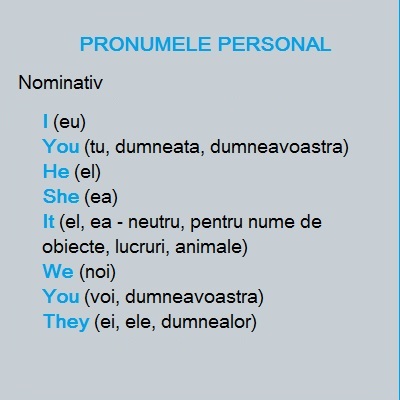 PRONUMELE PERSONAL
Nominativ
I (eu)
You (tu, dumneata, dumneavoastra)
He (el)
She (ea)
It (el, ea - neutru, pentru nume de
obiecte, lucruri, animale)
We (noi)
You (voi, dumneavoastra)
They (ei, ele, dumnealor)